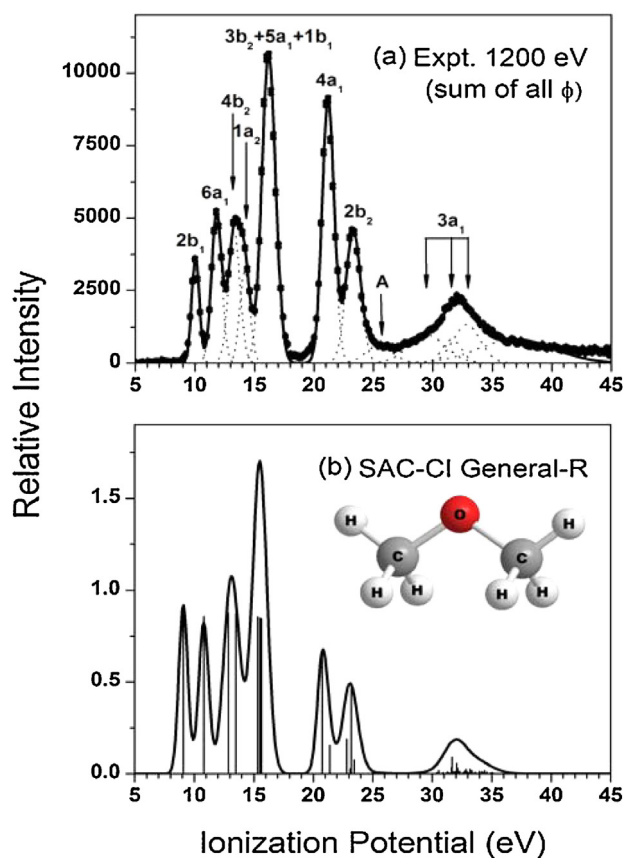 3b₂+5a₁+1b₁
(a) Expt. 1200 eV
(sum of all ϕ)
10000
4a₁
4b₂
1a₂
7500
6a₁
2b₂
5000
2b₁
3a₁
A
2500
0
5 10 15 20 25 30 35 40 45
Relative Intensity
(b) SAC-CI General-R
1.5
H O H
C C
1.0
H H H H
0.5
0.0
5 10 15 20 25 30 35 40 45
Ionization Potential (eV)